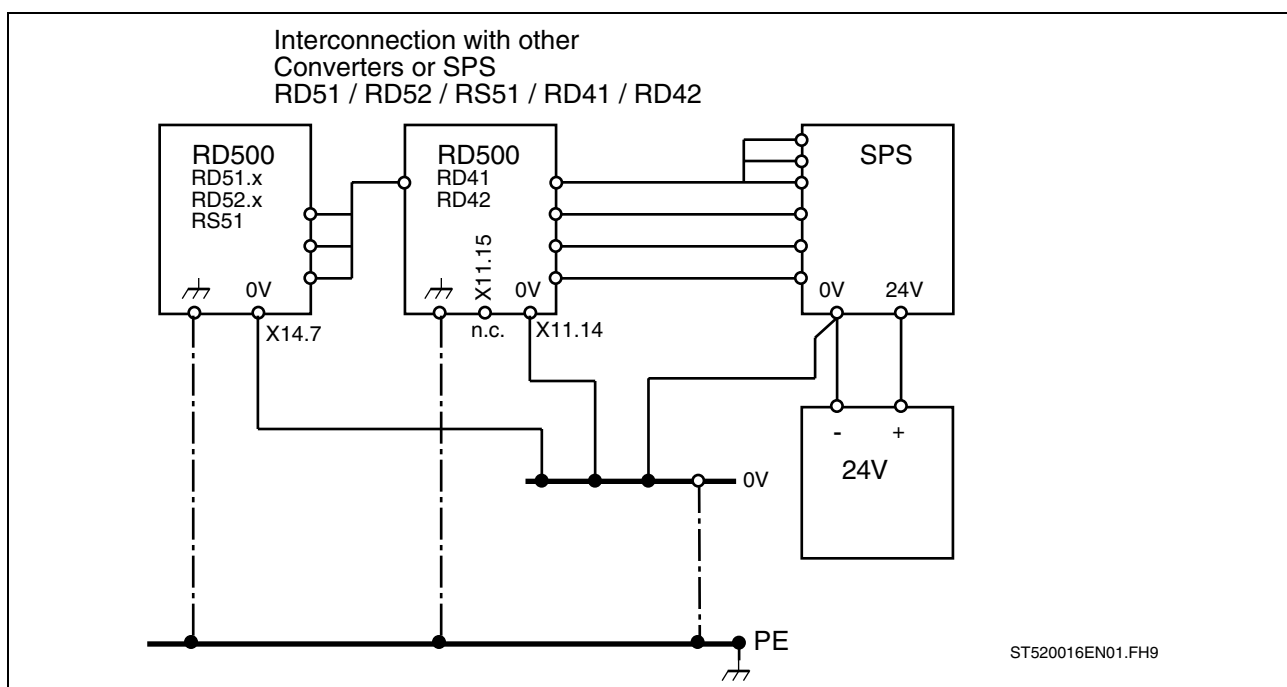 Interconnection with other
Converters or SPS
RD51 / RD52 / RS51 / RD41 / RD42
RD500
RD51.x
RD52.x
RS51
0V
X14.7
RD500
RD41
RD42
X11.15
0V
n.c.
X11.14
SPS
0V
24V
- +
24V
0V
PE
ST520016EN01.FH9